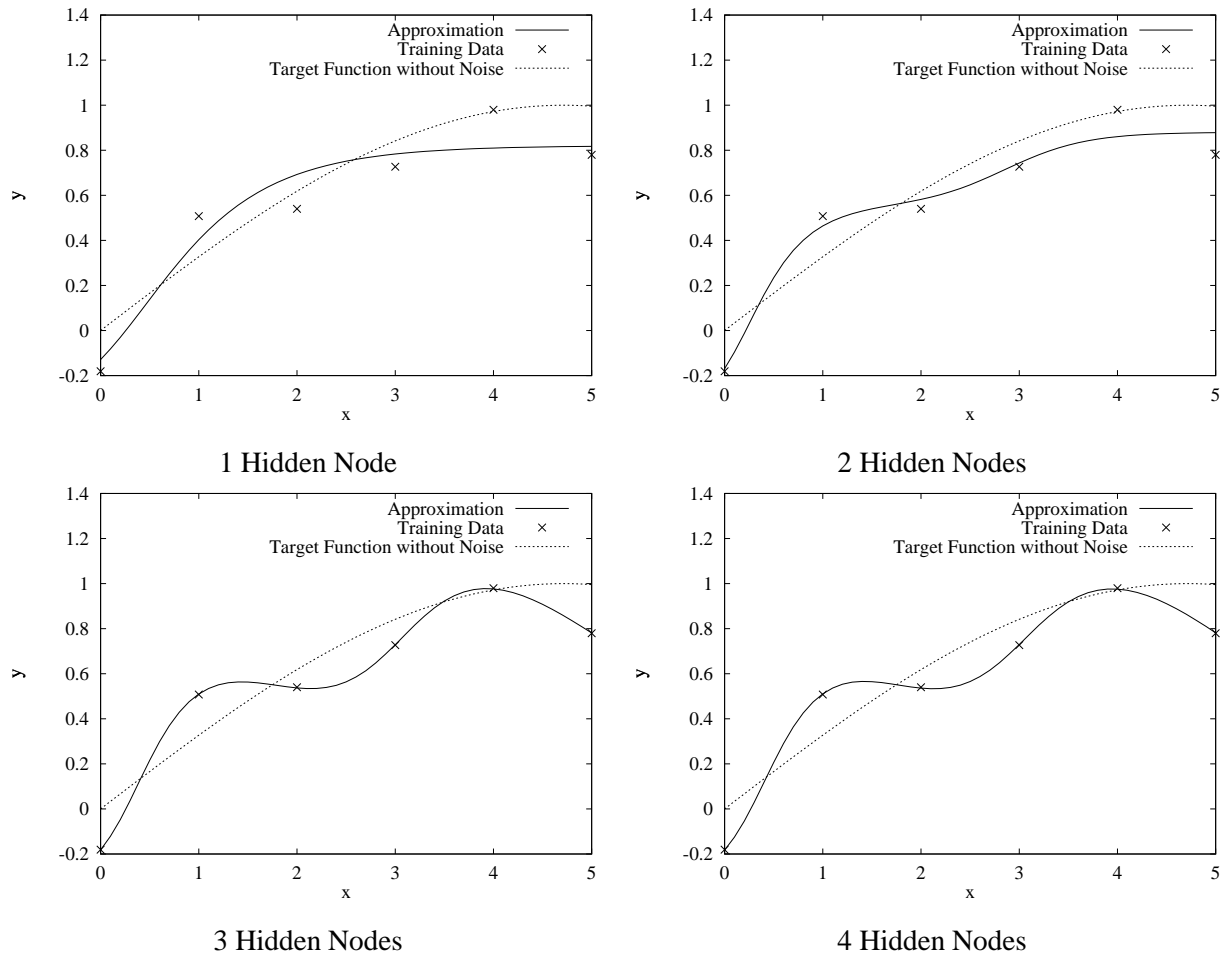 1.4
1.2
1
0.8
0.6
0.4
0.2
0
-0.2
y
0 1 2 3 4 5
x
Approximation
Training Data
Target Function without Noise
1 Hidden Node
1.4
1.2
1
0.8
0.6
0.4
0.2
0
-0.2
y
0 1 2 3 4 5
x
Approximation
Training Data
Target Function without Noise
2 Hidden Nodes
1.4
1.2
1
0.8
0.6
0.4
0.2
0
-0.2
y
0 1 2 3 4 5
x
Approximation
Training Data
Target Function without Noise
3 Hidden Nodes
1.4
1.2
1
0.8
0.6
0.4
0.2
0
-0.2
y
0 1 2 3 4 5
x
Approximation
Training Data
Target Function without Noise
4 Hidden Nodes